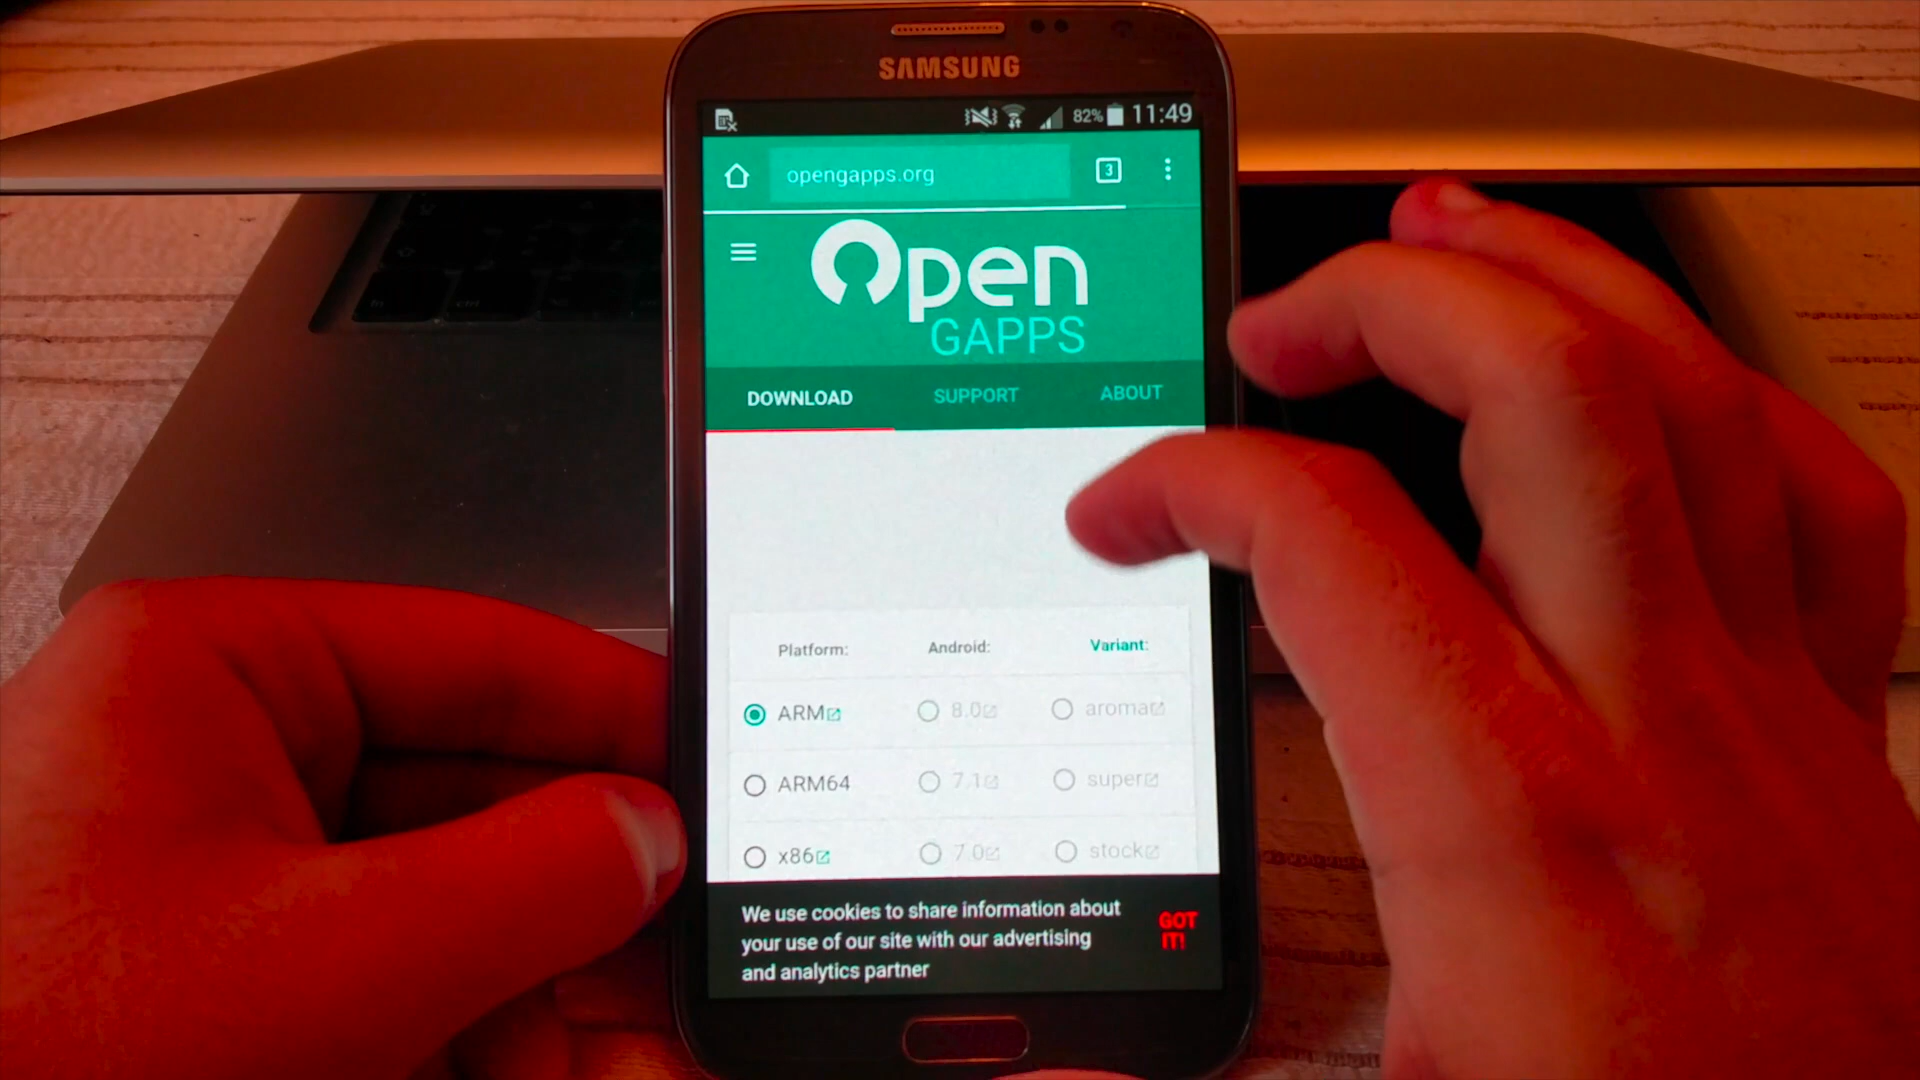 SAMSUNG
82% 11:49
opengapps.org 3
Open
GAPPS
DOWNLOAD SUPPORT ABOUT
Platform: Android: Variant:
ARM 8.0 aroma
ARM64 7.1 super
x86 7.0 stock
We use cookies to share information about
your use of our site with our advertising
and analytics partner
GOT
IT!